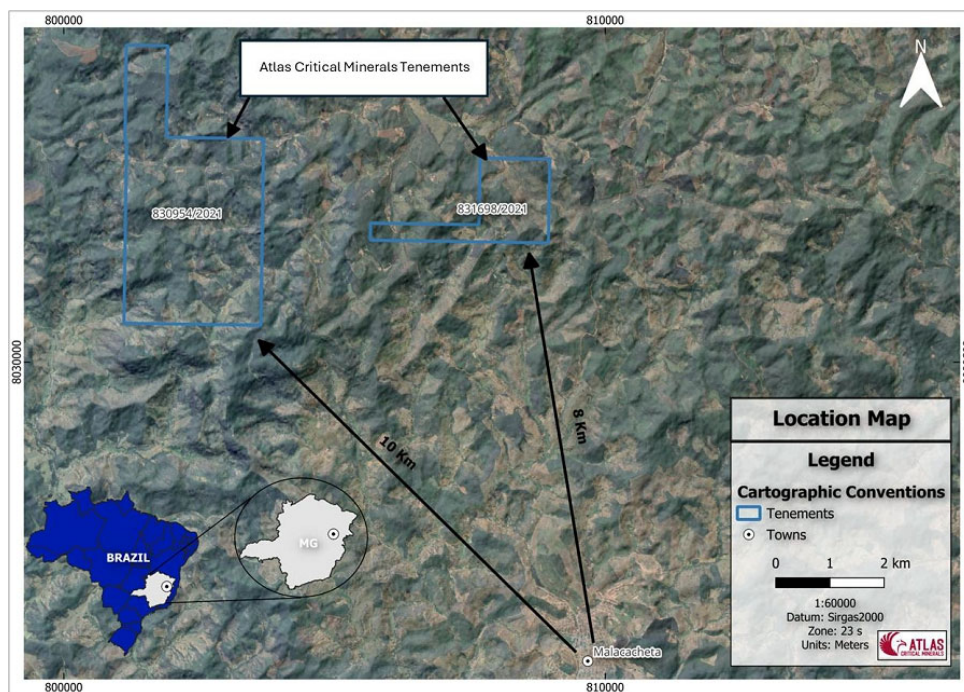 800000
810000
Atlas Critical Minerals Tenements
N
830954/2021
831698/2021
8030000
10 Km
8 Km
Location Map
Legend
Cartographic Conventions
Tenements
Towns
0 1 2 km
1:60000
Datum: Sirgas2000
Zone: 23 s
Units: Meters
ATLAS
CRITICAL MINERALS
BRAZIL
MG
Malacacheta
800000
810000